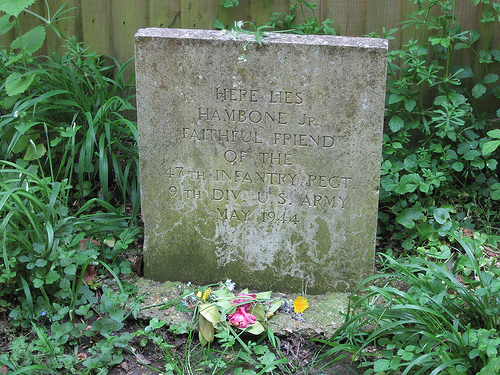 HERE LIES
HAMBONE JR.
FAITHFUL FRIEND
OF THE
47TH INFANTRY REGT.
9TH DIV. U.S. ARMY
MAY 1944